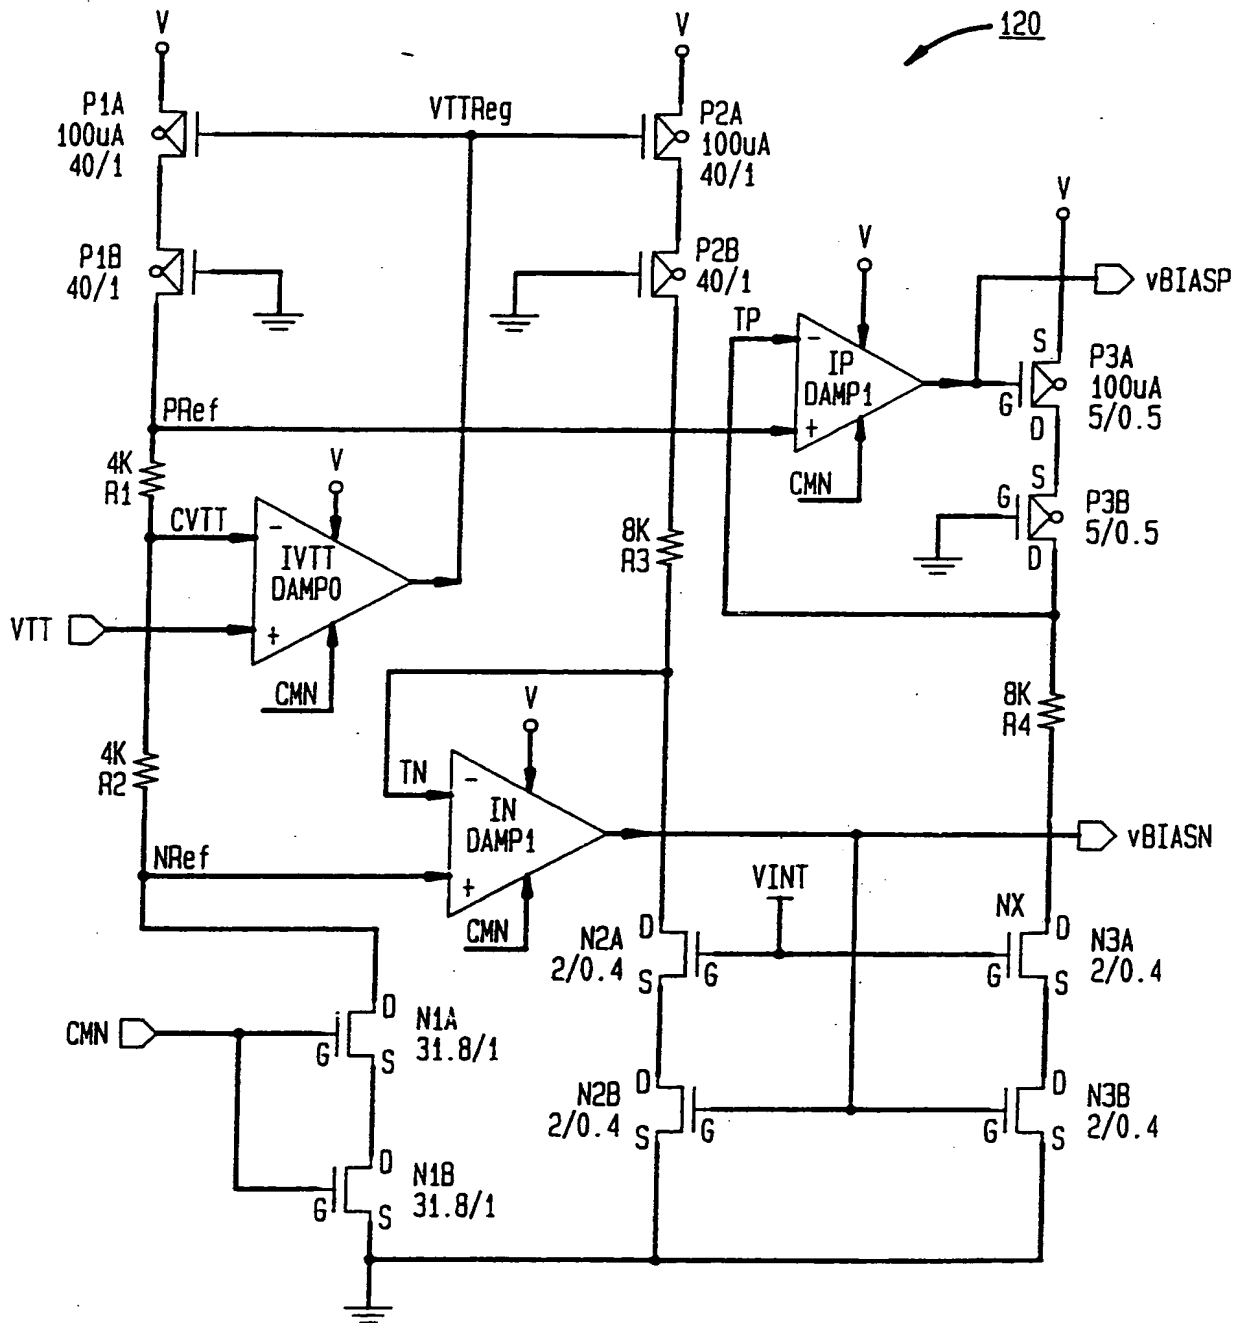 120
V
V
P1A
100uA
40/1
VTTReg
P2A
100uA
40/1
V
P1B
40/1
P2B
40/1
V
vBIASP
TP
-
IP
DAMP1
+
S
G
D
P3A
100uA
5/0.5
PRef
4K
R1
V
CMN
S
G
D
P3B
5/0.5
CVTT
-
IVTT
DAMP0
+
8K
R3
VTT
CMN
V
8K
R4
4K
R2
TN
-
IN
DAMP1
+
vBIASN
NRef
VINT
CMN
NX
D
N2A
2/0.4
S
G
D
G
S
N3A
2/0.4
CMN
D
G
S
N1A
31.8/1
D
N2B
2/0.4
S
G
D
G
S
N3B
2/0.4
D
G
S
N1B
31.8/1